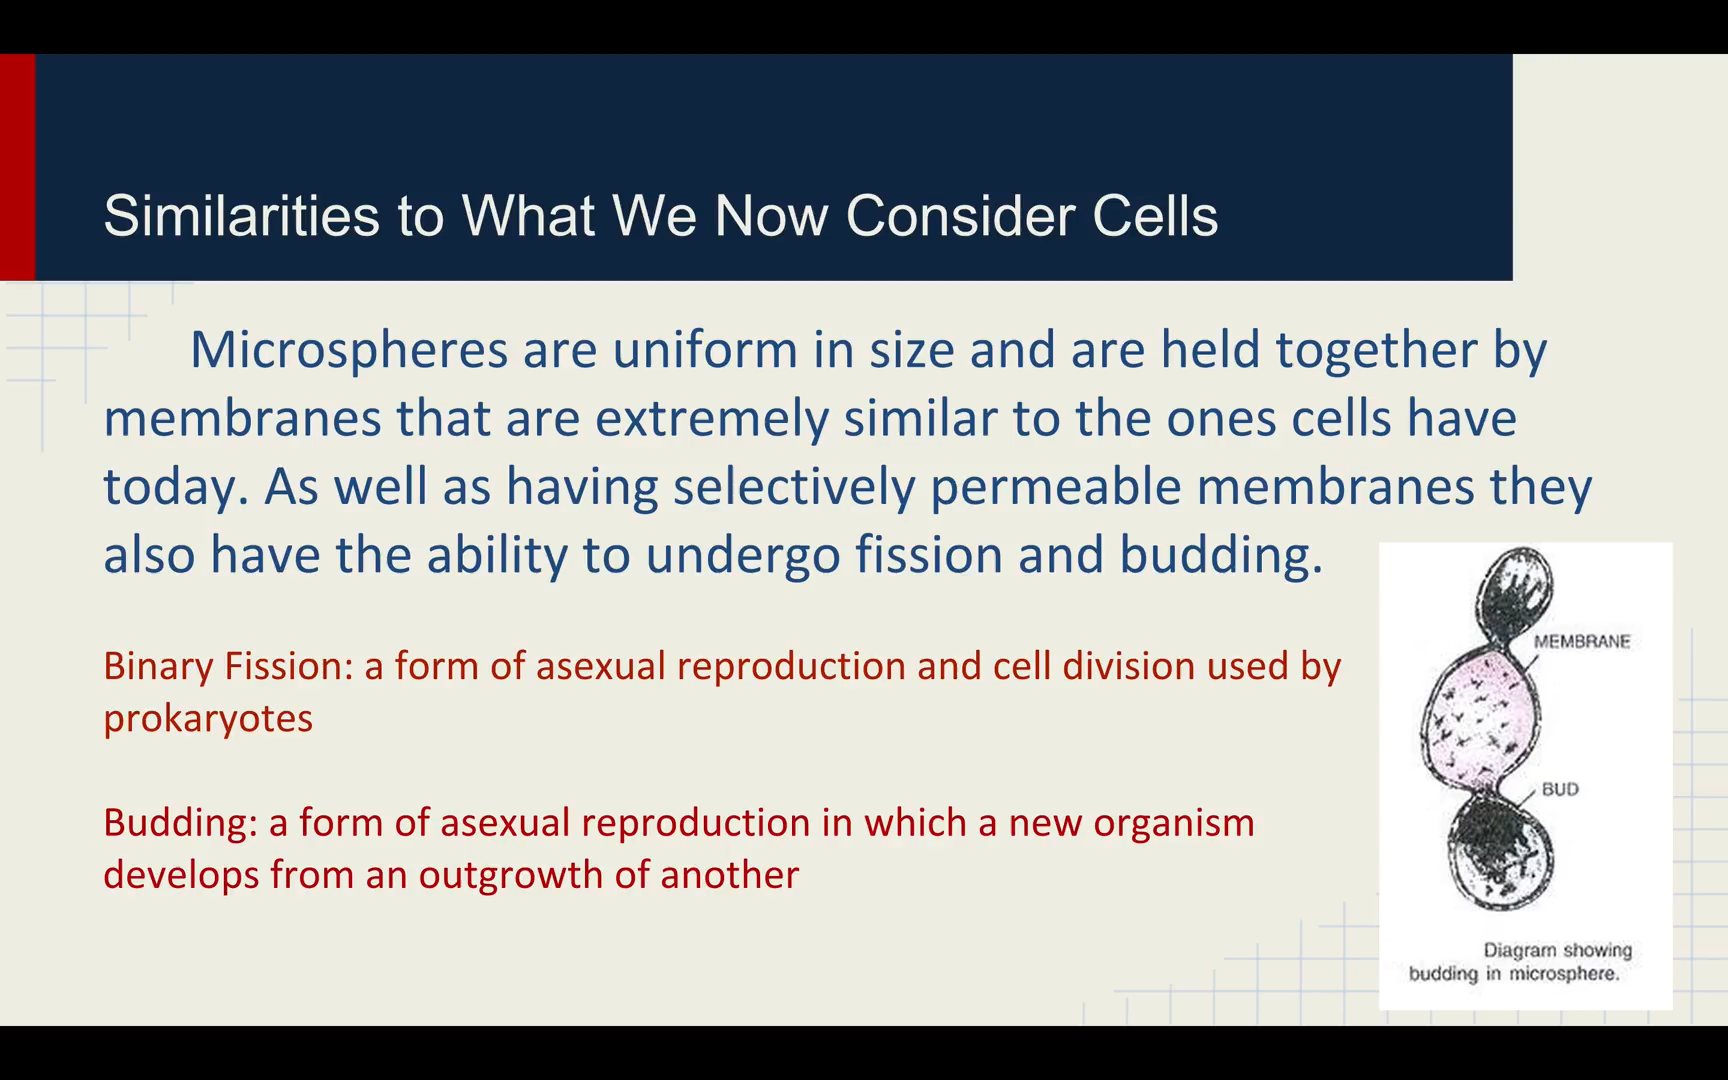 Similarities to What We Now Consider Cells
Microspheres are uniform in size and are held together by
membranes that are extremely similar to the ones cells have
today. As well as having selectively permeable membranes they
also have the ability to undergo fission and budding.
Binary Fission: a form of asexual reproduction and cell division used by
prokaryotes
Budding: a form of asexual reproduction in which a new organism
develops from an outgrowth of another
MEMBRANE
BUD
Diagram showing
budding in microsphere.